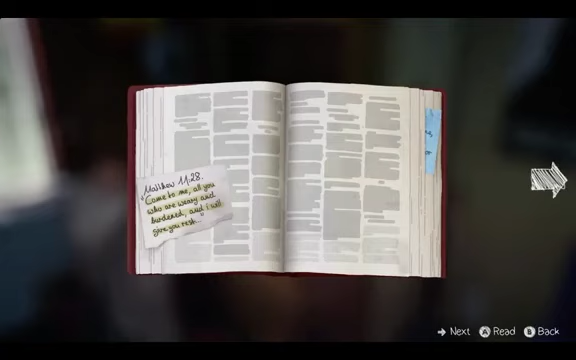 Matthew 11:28.
"Come to me, all you
who are weary and
burdened, and i will
give you rest..
Next A Read B Back